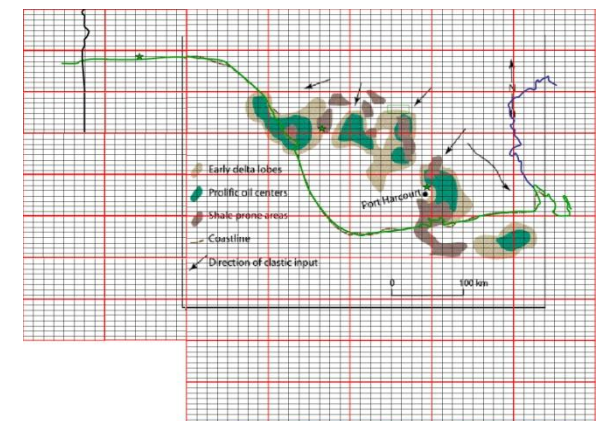 N
Early delta lobes
Prolific oil centers
Port Harcourt
Shale prone areas
Coastline
Direction of clastic input
0 100 km